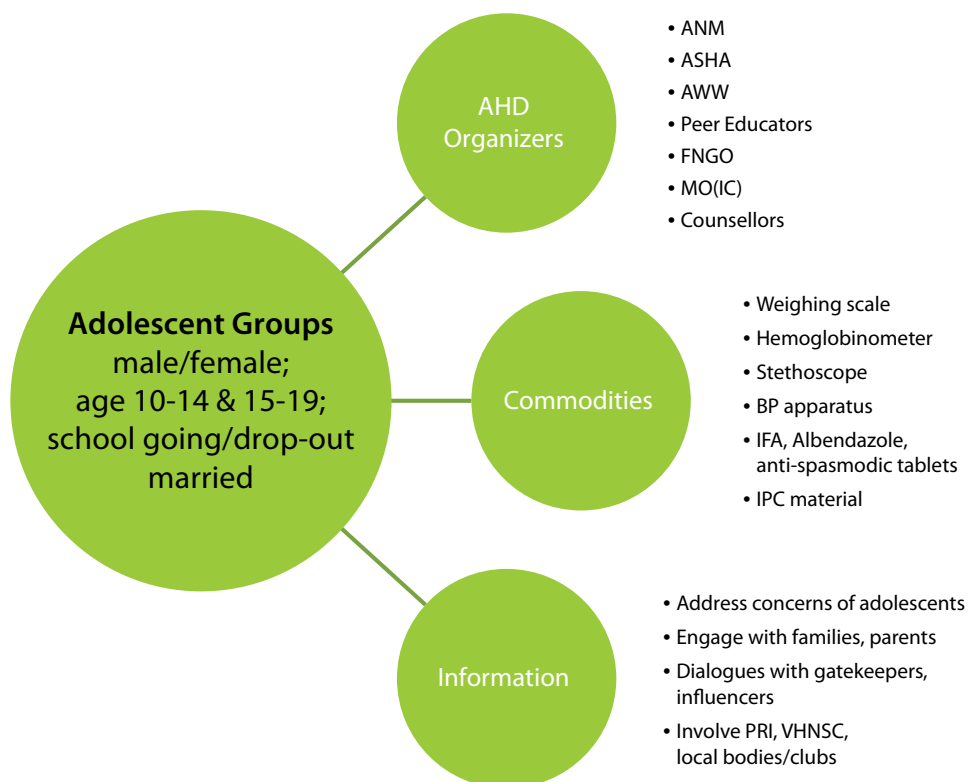 Adolescent Groups
male/female;
age 10-14 & 15-19;
school going/drop-out
married
AHD
Organizers
• ANM
• ASHA
• AWW
• Peer Educators
• FNGO
• MO(IC)
• Counsellors
Commodities
• Weighing scale
• Hemoglobinometer
• Stethoscope
• BP apparatus
• IFA, Albendazole,
anti-spasmodic tablets
• IPC material
Information
• Address concerns of adolescents
• Engage with families, parents
• Dialogues with gatekeepers,
influencers
• Involve PRI, VHNSC,
local bodies/clubs